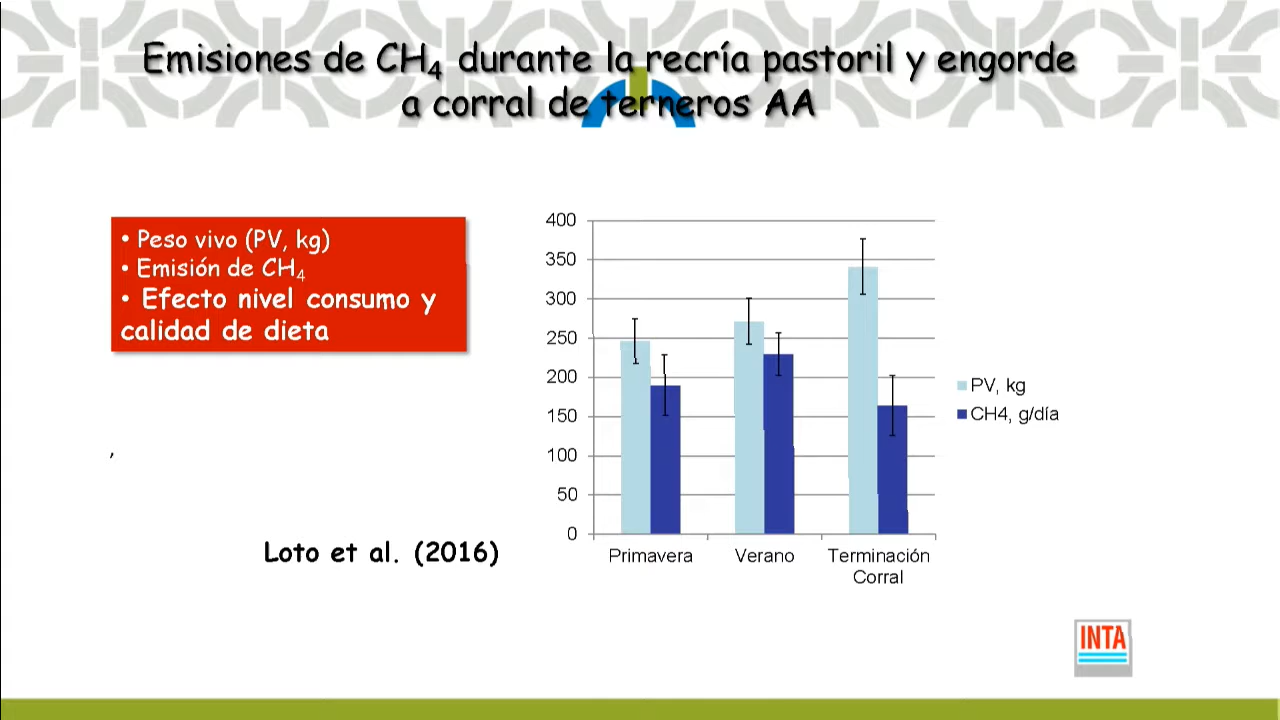 Emisiones de CH4 durante la recría pastoril y engorde
a corral de terneros AA
• Peso vivo (PV, kg)
• Emisión de CH4
• Efecto nivel consumo y
calidad de dieta
,
Loto et al. (2016)
400
350
300
250
200
150
100
50
0
Primavera
Verano
Terminación
Corral
PV, kg
CH4, g/día
INTA